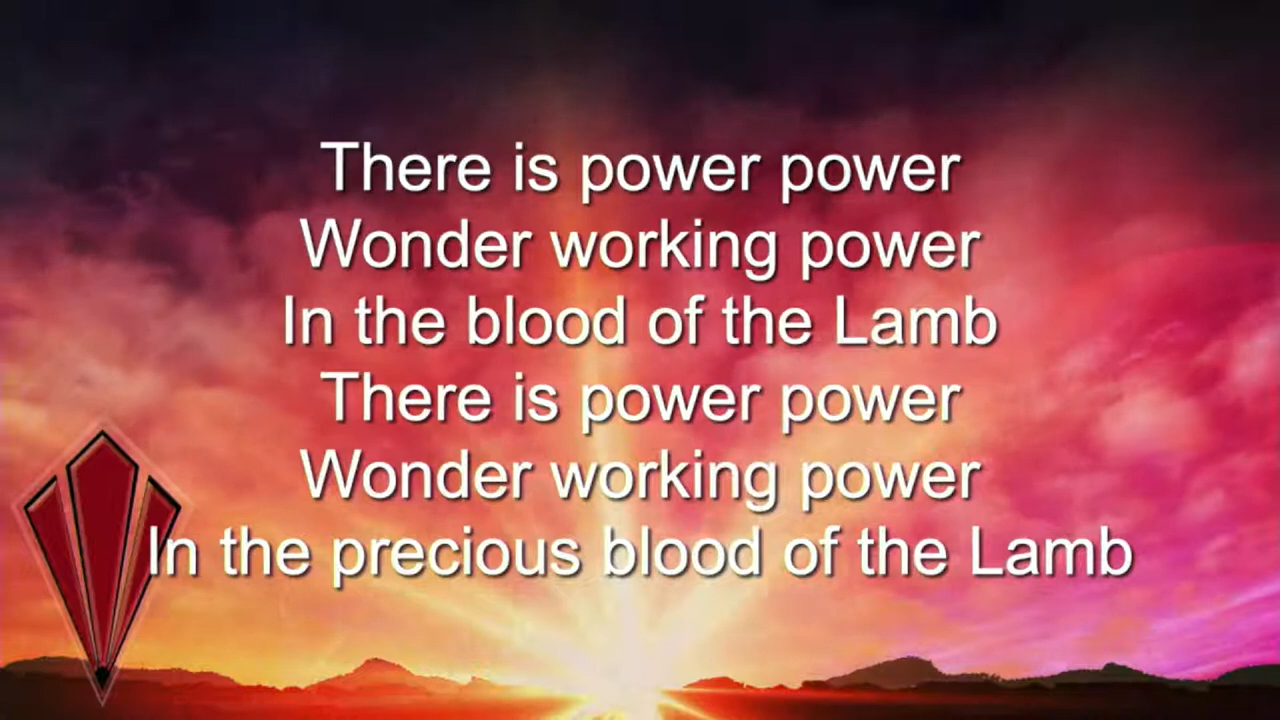 There is power power
Wonder working power
In the blood of the Lamb
There is power power
Wonder working power
In the precious blood of the Lamb